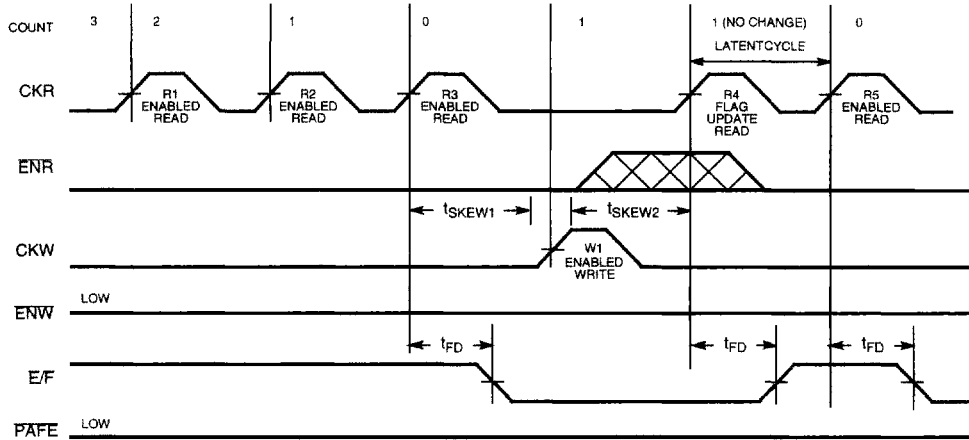 COUNT 3 2 1 0 1 1 (NO CHANGE) 0
LATENTCYCLE
CKR
R1
ENABLED
READ
R2
ENABLED
READ
R3
ENABLED
READ
R4
FLAG
UPDATE
READ
R5
ENABLED
READ
ENR
tSKEW1
tSKEW2
CKW
W1
ENABLED
WRITE
LOW
ENW
tFD
tFD
tFD
E/F
LOW
PAFE